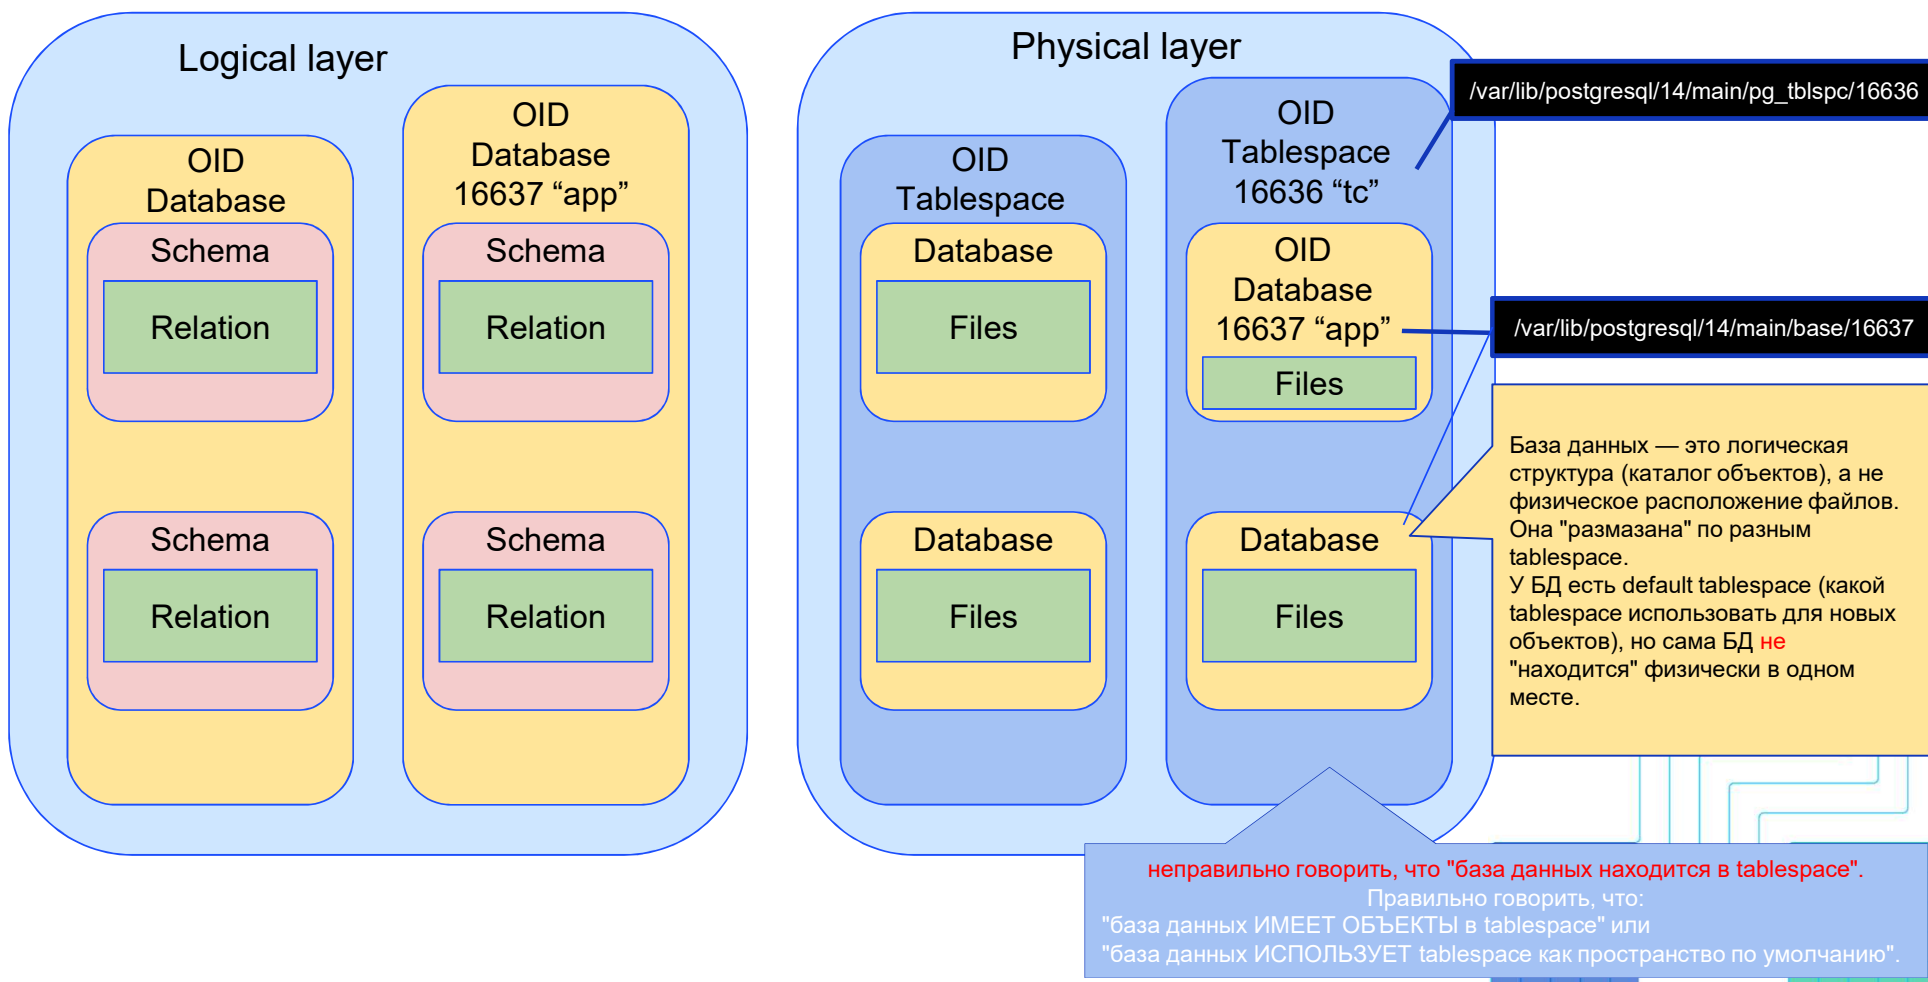 Logical layer
OID
Database
Schema
Relation
Schema
Relation
OID
Database
16637 “app”
Schema
Relation
Schema
Relation
Physical layer
OID
Tablespace
Database
Files
Database
Files
OID
Tablespace
16636 “tc”
OID
Database
16637 “app”
Files
Database
Files
/var/lib/postgresql/14/main/pg_tblspc/16636
/var/lib/postgresql/14/main/base/16637
База данных — это логическая
структура (каталог объектов), а не
физическое расположение файлов.
Она "размазана" по разным
tablespace.
У БД есть default tablespace (какой
tablespace использовать для новых
объектов), но сама БД не
"находится" физически в одном
месте.
неправильно говорить, что "база данных находится в tablespace".
Правильно говорить, что:
"база данных ИМЕЕТ ОБЪЕКТЫ в tablespace" или
"база данных ИСПОЛЬЗУЕТ tablespace как пространство по умолчанию".